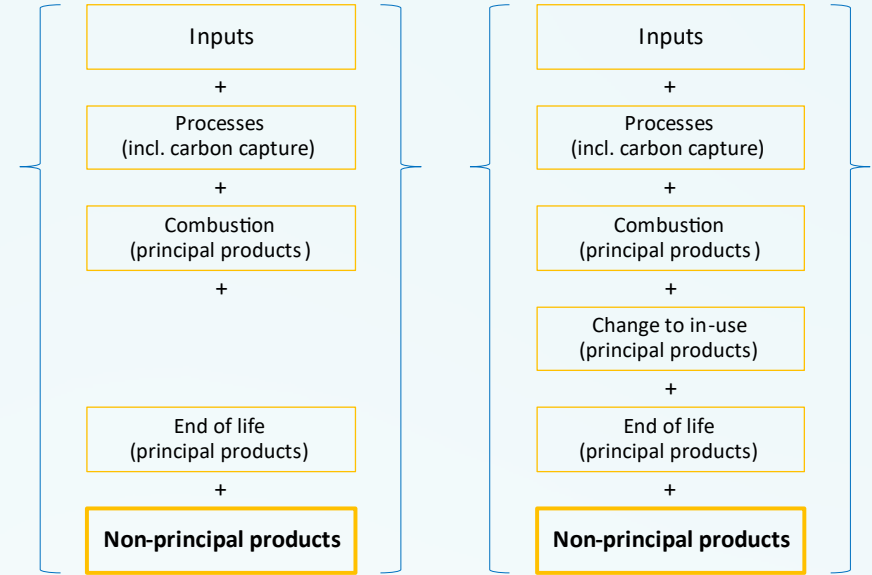 Inputs
+
Processes
(incl. carbon capture)
+
Combustion
(principal products)
+
End of life
(principal products)
+
Non-principal products
Inputs
+
Processes
(incl. carbon capture)
+
Combustion
(principal products)
+
Change to in-use
(principal products)
+
End of life
(principal products)
+
Non-principal products